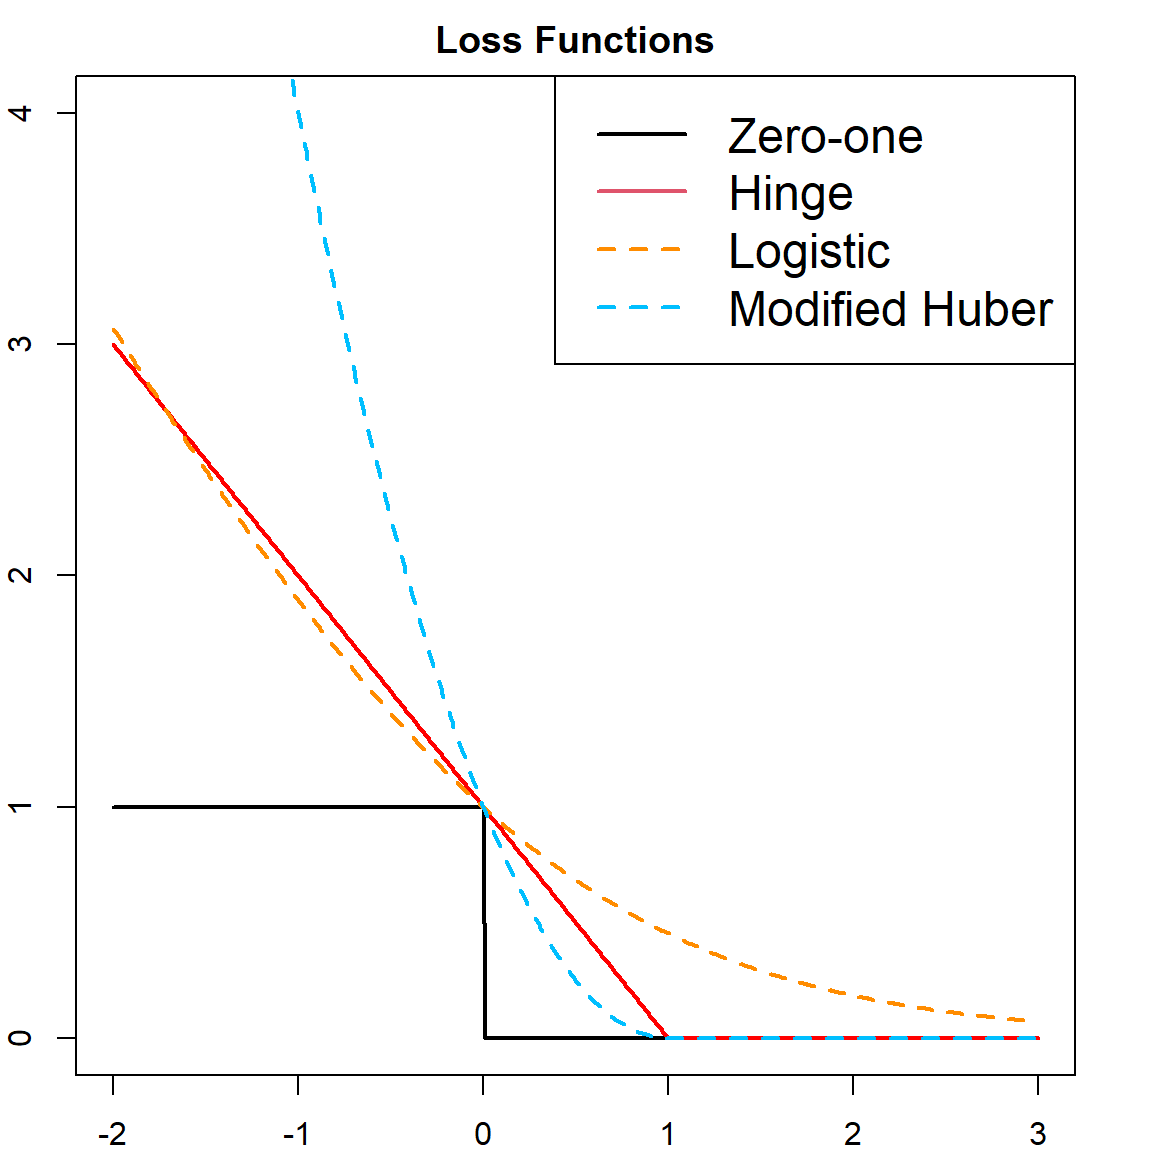 Loss Functions
Zero-one
Hinge
Logistic
Modified Huber
4
3
2
1
0
-2 -1 0 1 2 3